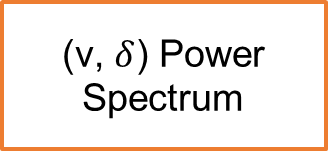 (v, 𝛿) Power
Spectrum